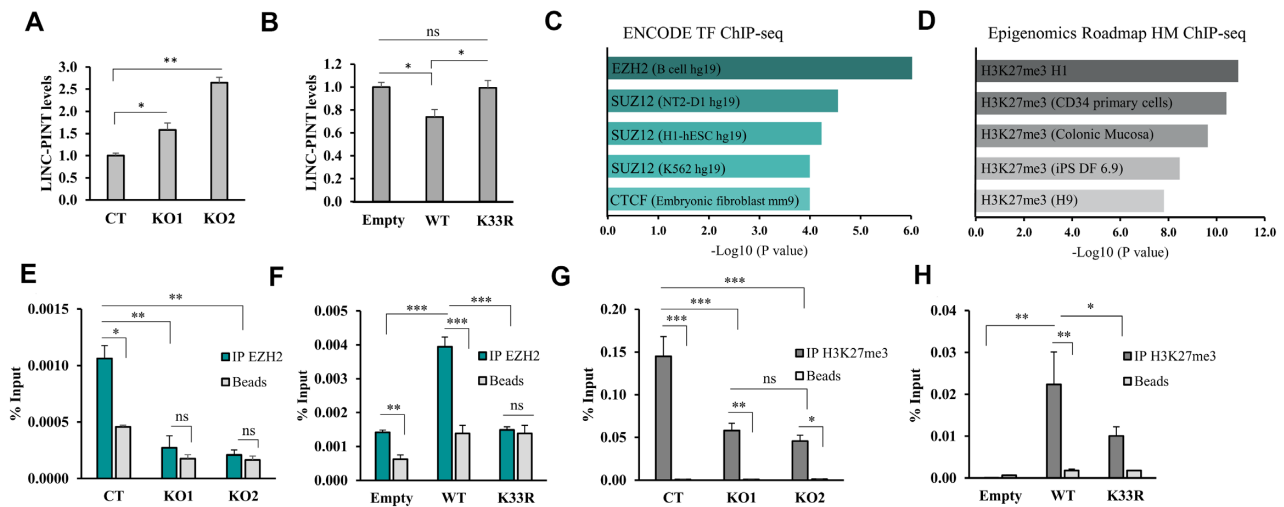 A
LINC-PINT levels
3.0
2.5
2.0
1.5
1.0
0.5
0.0
**
*
CT
KO1
KO2
B
LINC-PINT levels
1.2
1.0
0.8
0.6
0.4
0.2
0.0
ns
*
*
Empty
WT
K33R
C
ENCODE TF ChIP-seq
EZH2 (B cell hg19)
SUZ12 (NT2-D1 hg19)
SUZ12 (H1-hESC hg19)
SUZ12 (K562 hg19)
CTCF (Embryonic fibroblast mm9)
0.0 1.0 2.0 3.0 4.0 5.0 6.0
-Log10 (P value)
D
Epigenomics Roadmap HM ChIP-seq
H3K27me3 H1
H3K27me3 (CD34 primary cells)
H3K27me3 (Colonic Mucosa)
H3K27me3 (iPS DF 6.9)
H3K27me3 (H9)
0.0 2.0 4.0 6.0 8.0 10.0 12.0
-Log10 (P value)
E
% Input
0.0015
0.0010
0.0005
0.0000
**
**
*
ns
ns
IP EZH2
Beads
CT
KO1
KO2
F
% Input
0.005
0.004
0.003
0.002
0.001
0.000
***
***
***
**
ns
IP EZH2
Beads
Empty
WT
K33R
G
% Input
0.20
0.15
0.10
0.05
0.00
***
***
***
ns
**
*
IP H3K27me3
Beads
CT
KO1
KO2
H
% Input
0.04
0.03
0.02
0.01
0.00
**
*
**
IP H3K27me3
Beads
Empty
WT
K33R